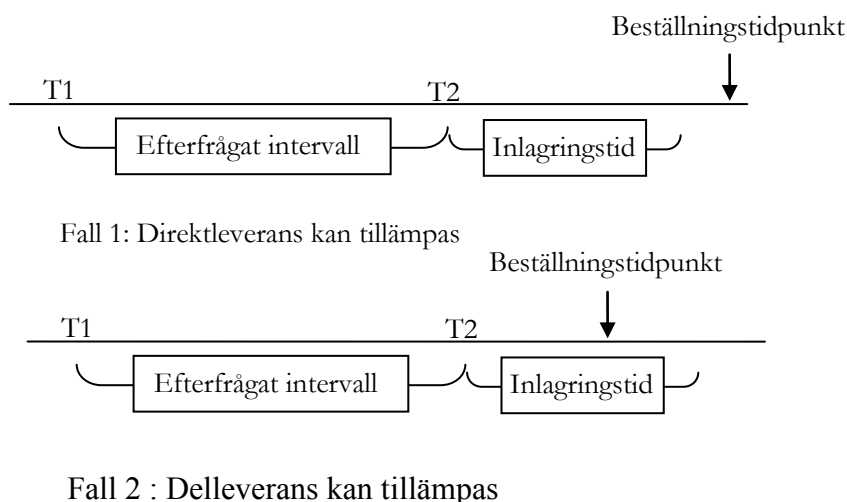 Beställningstidpunkt
T1 T2
Efterfrågat intervall Inlagringstid
Fall 1: Direktleverans kan tillämpas
Beställningstidpunkt
T1 T2
Efterfrågat intervall Inlagringstid
Fall 2 : Delleverans kan tillämpas